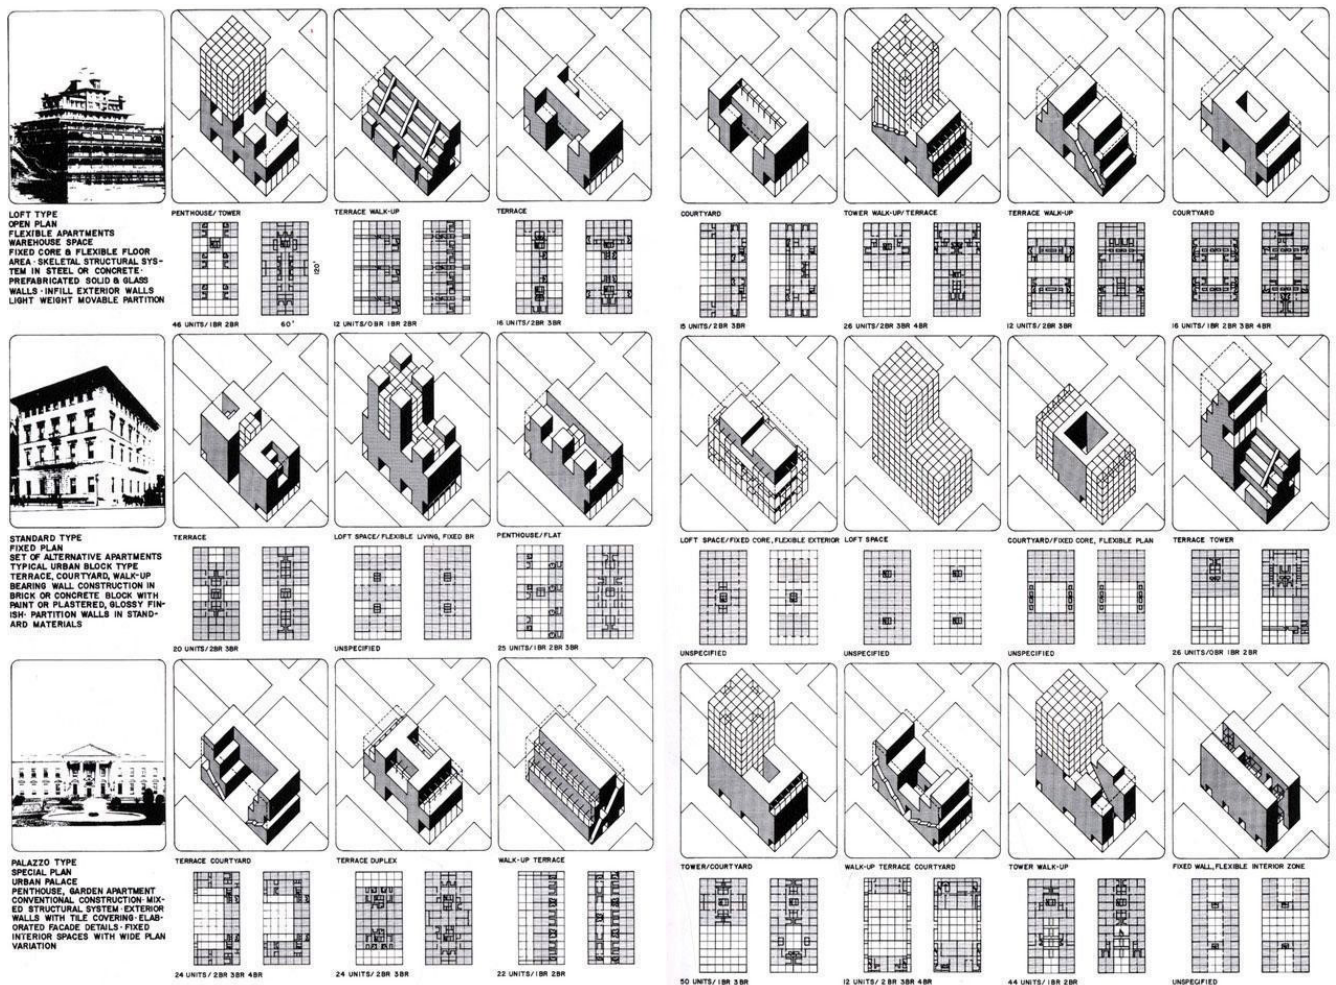 LOFT TYPE
OPEN PLAN
FLEXIBLE APARTMENTS
WAREHOUSE SPACE
FIXED CORE & FLEXIBLE FLOOR
AREA · SKELETAL STRUCTURAL SYS-
TEM IN STEEL OR CONCRETE ·
PREFABRICATED SOLID & GLASS
WALLS · INFILL EXTERIOR WALLS
LIGHT WEIGHT MOVABLE PARTITION
PENTHOUSE/TOWER
120'
46 UNITS/1BR 2BR
60'
TERRACE WALK-UP
12 UNITS/0BR 1BR 2BR
TERRACE
16 UNITS/2BR 3BR
COURTYARD
15 UNITS/2BR 3BR
TOWER WALK-UP/TERRACE
26 UNITS/2BR 3BR 4BR
TERRACE WALK-UP
12 UNITS/2BR 3BR
COURTYARD
16 UNITS/1BR 2BR 3BR 4BR
STANDARD TYPE
FIXED PLAN
SET OF ALTERNATIVE APARTMENTS
TYPICAL URBAN BLOCK TYPE
TERRACE, COURTYARD, WALK-UP
BEARING WALL CONSTRUCTION IN
BRICK OR CONCRETE BLOCK WITH
PAINT OR PLASTERED, GLOSSY FIN-
ISH · PARTITION WALLS IN STAND-
ARD MATERIALS
TERRACE
20 UNITS/2BR 3BR
LOFT SPACE/FLEXIBLE LIVING, FIXED BR
UNSPECIFIED
PENTHOUSE/FLAT
25 UNITS/1BR 2BR 3BR
LOFT SPACE/FIXED CORE, FLEXIBLE EXTERIOR
UNSPECIFIED
LOFT SPACE
UNSPECIFIED
COURTYARD/FIXED CORE, FLEXIBLE PLAN
UNSPECIFIED
TERRACE TOWER
26 UNITS/0BR 1BR 2BR
PALAZZO TYPE
SPECIAL PLAN
URBAN PALACE
PENTHOUSE, GARDEN APARTMENT
CONVENTIONAL CONSTRUCTION · MIX-
ED STRUCTURAL SYSTEM · EXTERIOR
WALLS WITH TILE COVERING · ELAB-
ORATED FACADE DETAILS · FIXED
INTERIOR SPACES WITH WIDE PLAN
VARIATION
TERRACE COURTYARD
24 UNITS/2BR 3BR 4BR
TERRACE DUPLEX
24 UNITS/2BR 3BR
WALK-UP TERRACE
22 UNITS/1BR 2BR
TOWER/COURTYARD
50 UNITS/1BR 3BR
WALK-UP TERRACE COURTYARD
12 UNITS/2BR 3BR 4BR
TOWER WALK-UP
44 UNITS/1BR 2BR
FIXED WALL, FLEXIBLE INTERIOR ZONE
UNSPECIFIED